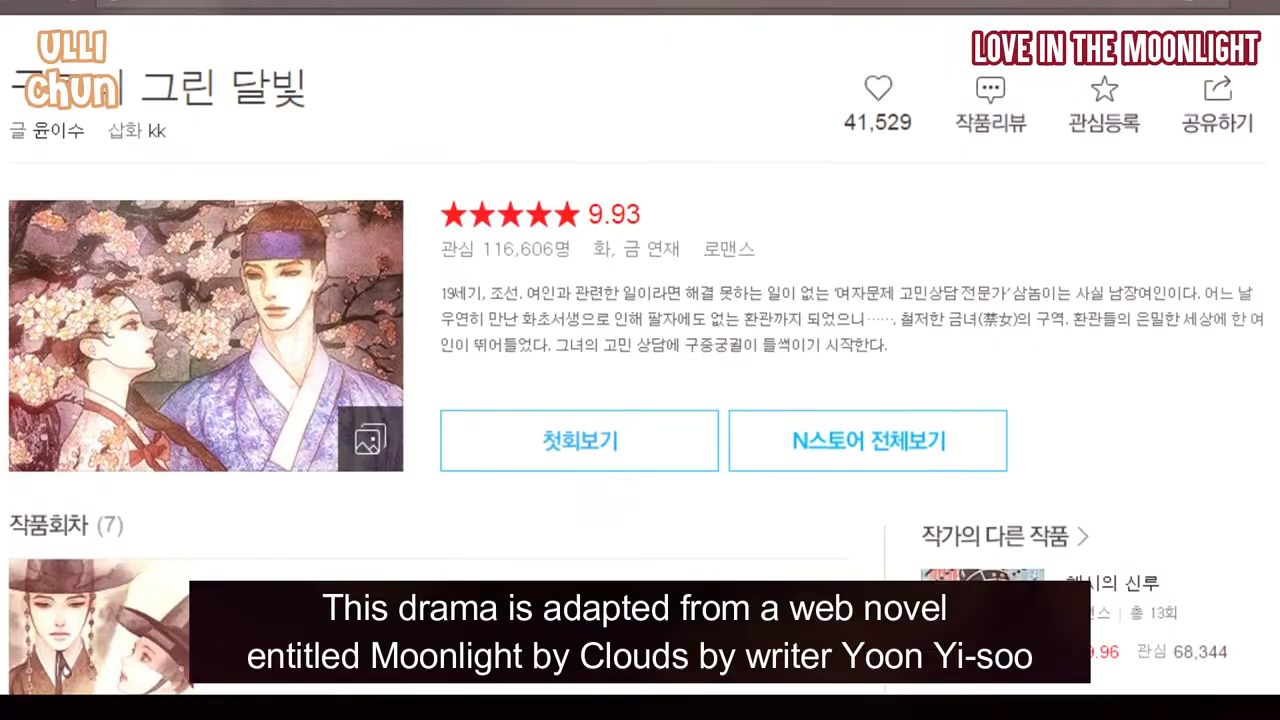 ULLI
chun
LOVE IN THE MOONLIGHT
그린 달빛
글 윤이수 삽화 kk
41,529
작품리뷰
관심등록
공유하기
★★★★★ 9.93
관심 116,606명 화, 금 연재 로맨스
19세기, 조선. 여인과 관련한 일이라면 해결 못하는 일이 없는 '여자문제 고민상담 전문가' 삼놈이는 사실 남장여인이다. 어느 날
우연히 만난 화초서생으로 인해 팔자에도 없는 환관까지 되었으니……. 철저한 금녀(禁女)의 구역. 환관들의 은밀한 세상에 한 여
인이 뛰어들었다. 그녀의 고민 상담에 구중궁궐이 들썩이기 시작한다.
첫회보기
N스토어 전체보기
작품회차 (7)
작가의 다른 작품 >
신루
총 13회
9.96 관심 68,344
This drama is adapted from a web novel
entitled Moonlight by Clouds by writer Yoon Yi-soo